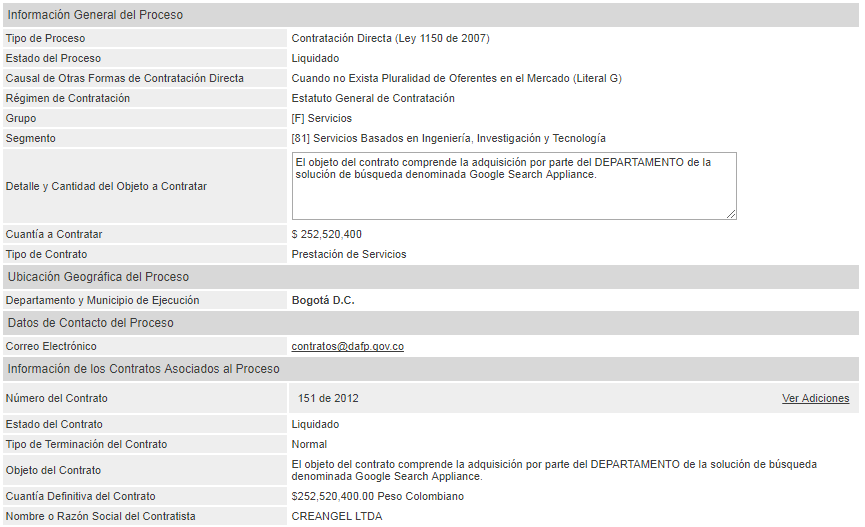 Información General del Proceso
Tipo de Proceso Contratación Directa (Ley 1150 de 2007)
Estado del Proceso Liquidado
Causal de Otras Formas de Contratación Directa Cuando no Exista Pluralidad de Oferentes en el Mercado (Literal G)
Régimen de Contratación Estatuto General de Contratación
Grupo [F] Servicios
Segmento [81] Servicios Basados en Ingeniería, Investigación y Tecnología
Detalle y Cantidad del Objeto a Contratar
El objeto del contrato comprende la adquisición por parte del DEPARTAMENTO de la
solución de búsqueda denominada Google Search Appliance.
Cuantía a Contratar $ 252,520,400
Tipo de Contrato Prestación de Servicios
Ubicación Geográfica del Proceso
Departamento y Municipio de Ejecución Bogotá D.C.
Datos de Contacto del Proceso
Correo Electrónico contratos@dafp.gov.co
Información de los Contratos Asociados al Proceso
Número del Contrato 151 de 2012 Ver Adiciones
Estado del Contrato Liquidado
Tipo de Terminación del Contrato Normal
Objeto del Contrato
El objeto del contrato comprende la adquisición por parte del DEPARTAMENTO de la solución de búsqueda
denominada Google Search Appliance.
Cuantía Definitiva del Contrato $252,520,400.00 Peso Colombiano
Nombre o Razón Social del Contratista CREANGEL LTDA